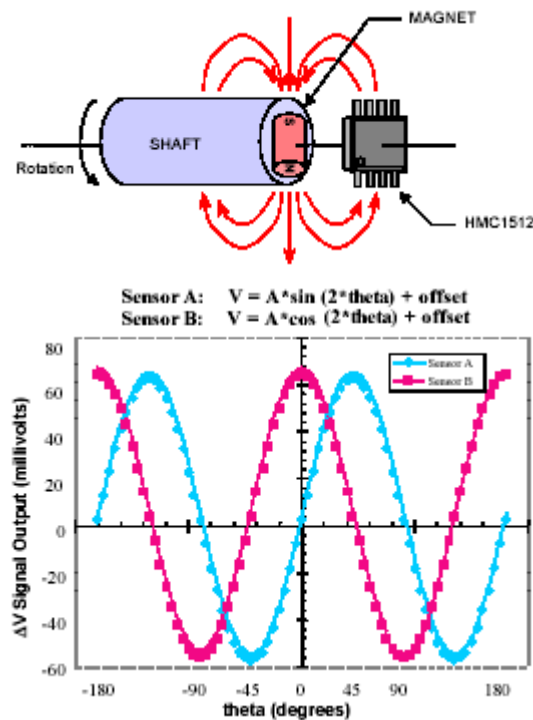 MAGNET
S
SHAFT
N
Rotation
HMC1512
Sensor A: V = A*sin (2*theta) + offset
Sensor B: V = A*cos (2*theta) + offset
80
60
40
20
0
-20
-40
-60
ΔV Signal Output (millivolts)
Sensor A
Sensor B
-180 -90 -45 0 45 90 180
theta (degrees)